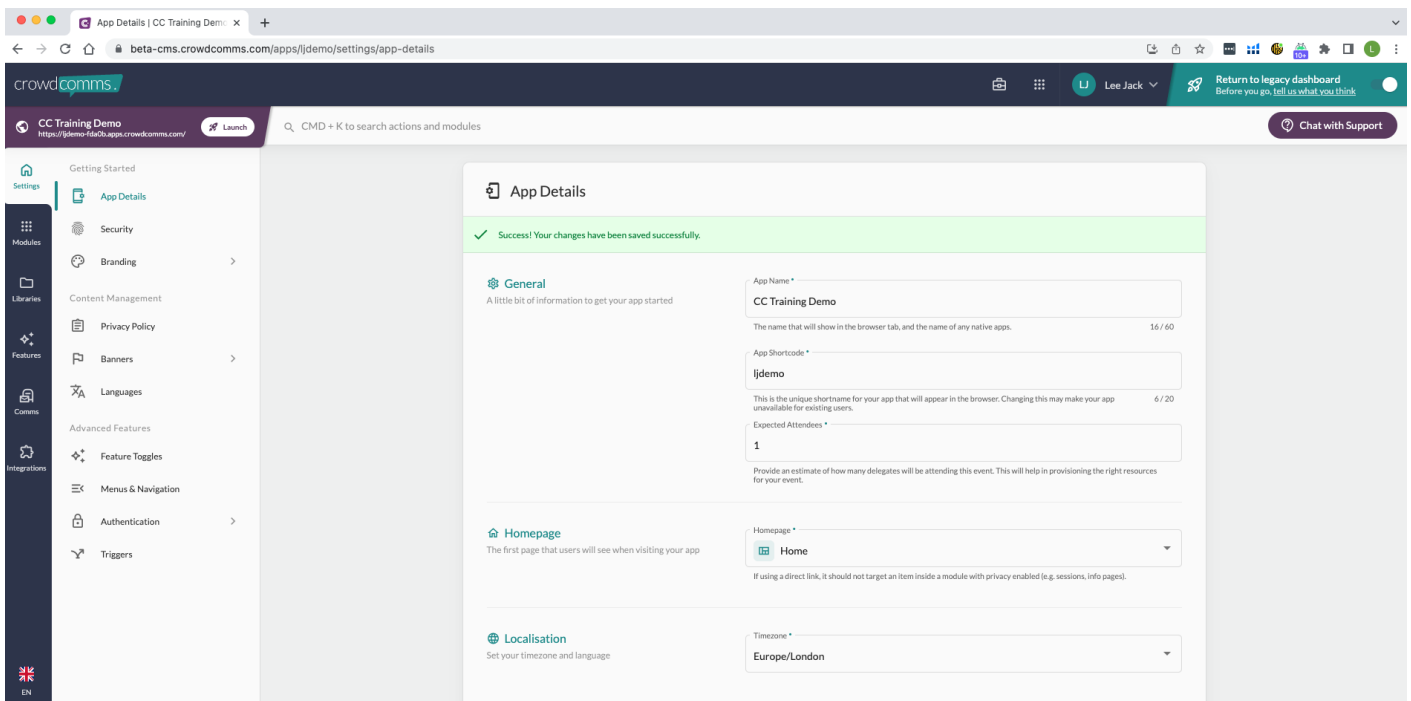 App Details | CC Training Demo
beta-cms.crowdcomms.com/apps/ljdemo/settings/app-details
10+
L
crowdcomms.
LJ
Lee Jack
Return to legacy dashboard
Before you go, tell us what you think
CC Training Demo
https://ljdemo-fda0b.apps.crowdcomms.com/
Launch
CMD + K to search actions and modules
Chat with Support
Settings
Modules
Libraries
Features
Comms
Integrations
EN
Getting Started
App Details
Security
Branding
Content Management
Privacy Policy
Banners
Languages
Advanced Features
Feature Toggles
Menus & Navigation
Authentication
Triggers
App Details
Success! Your changes have been saved successfully.
General
A little bit of information to get your app started
App Name *
CC Training Demo
The name that will show in the browser tab, and the name of any native apps.
16 / 60
App Shortcode *
ljdemo
This is the unique shortname for your app that will appear in the browser. Changing this may make your app
unavailable for existing users.
6 / 20
Expected Attendees *
1
Provide an estimate of how many delegates will be attending this event. This will help in provisioning the right resources
for your event.
Homepage
The first page that users will see when visiting your app
Homepage *
Home
If using a direct link, it should not target an item inside a module with privacy enabled (e.g. sessions, info pages).
Localisation
Set your timezone and language
Timezone *
Europe/London